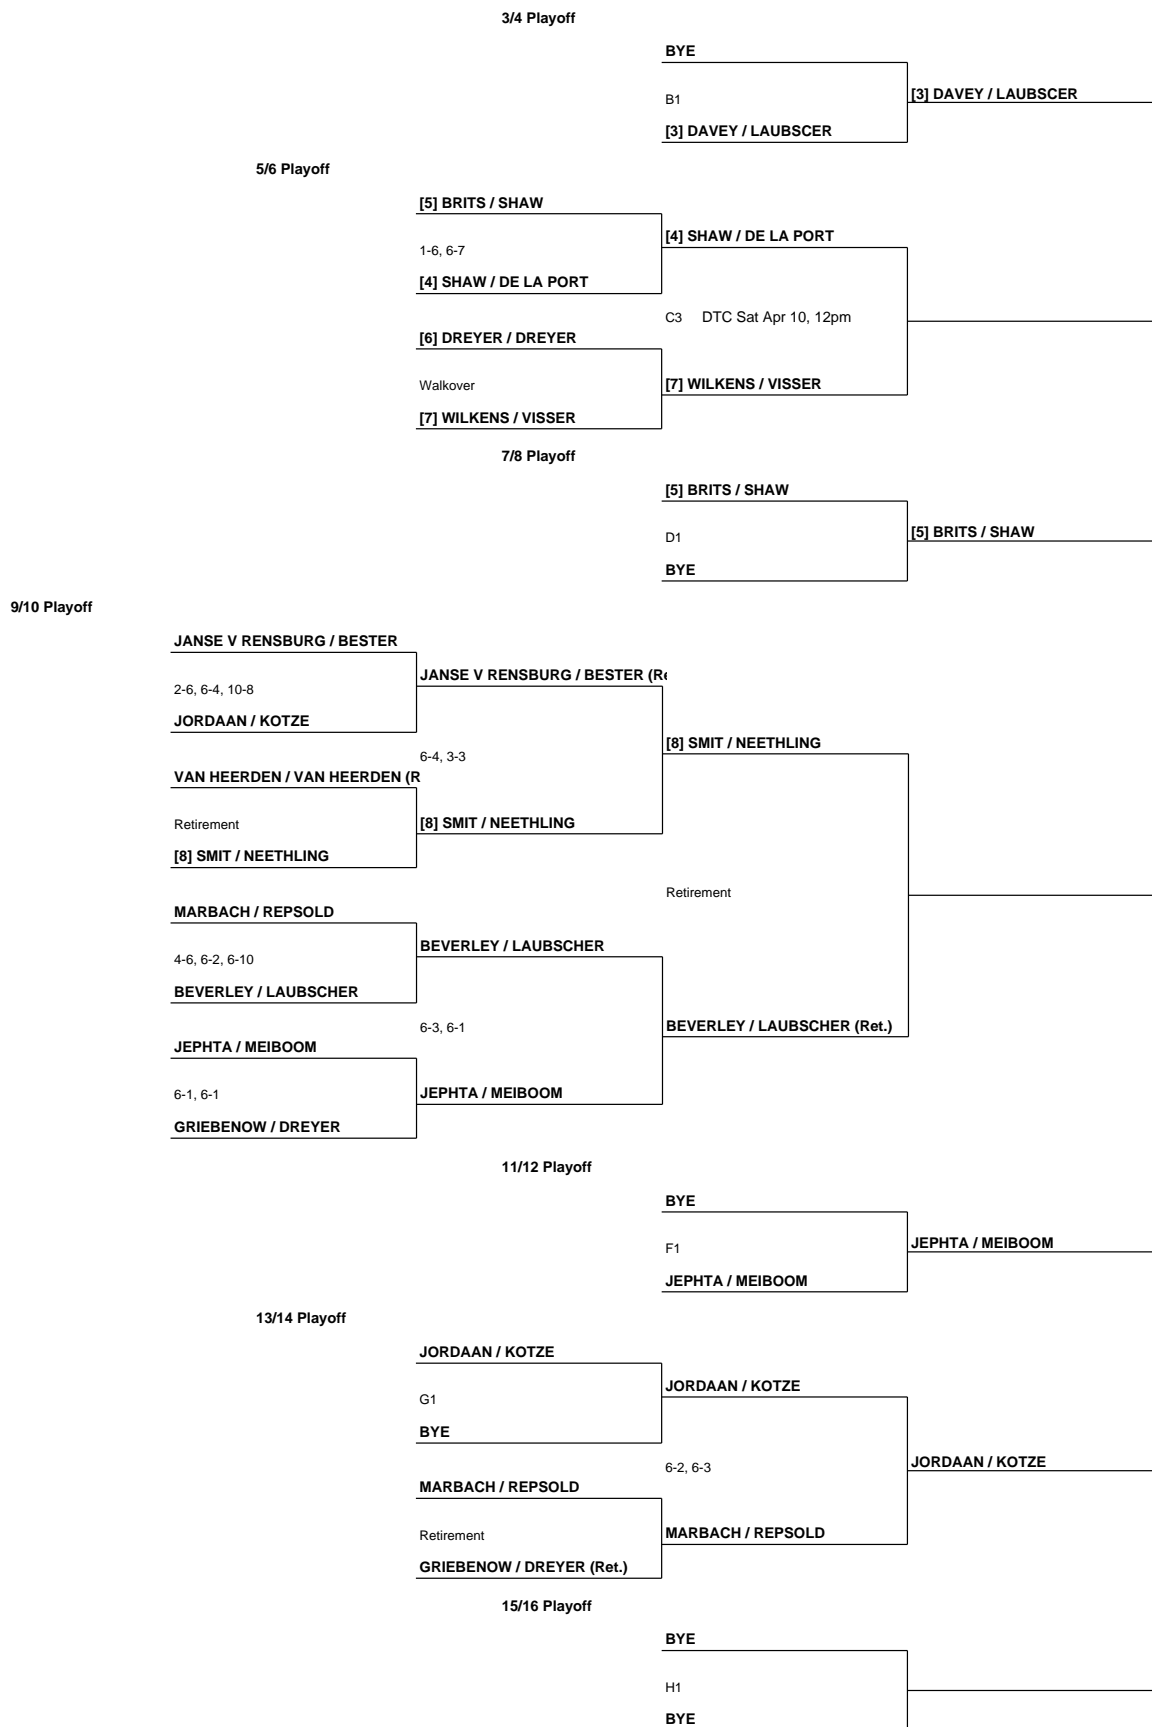 3/4 Playoff
BYE
B1
[3] DAVEY / LAUBSCER
[3] DAVEY / LAUBSCER
5/6 Playoff
[5] BRITS / SHAW
1-6, 6-7
[4] SHAW / DE LA PORT
[4] SHAW / DE LA PORT
C3 DTC Sat Apr 10, 12pm
[6] DREYER / DREYER
Walkover
[7] WILKENS / VISSER
[7] WILKENS / VISSER
7/8 Playoff
[5] BRITS / SHAW
D1
[5] BRITS / SHAW
BYE
9/10 Playoff
JANSE V RENSBURG / BESTER
2-6, 6-4, 10-8
JORDAAN / KOTZE
JANSE V RENSBURG / BESTER (Re
6-4, 3-3
[8] SMIT / NEETHLING
VAN HEERDEN / VAN HEERDEN (R
Retirement
[8] SMIT / NEETHLING
[8] SMIT / NEETHLING
Retirement
MARBACH / REPSOLD
4-6, 6-2, 6-10
BEVERLEY / LAUBSCHER
BEVERLEY / LAUBSCHER
6-3, 6-1
BEVERLEY / LAUBSCHER (Ret.)
JEPHTA / MEIBOOM
6-1, 6-1
GRIEBENOW / DREYER
JEPHTA / MEIBOOM
11/12 Playoff
BYE
F1
JEPHTA / MEIBOOM
JEPHTA / MEIBOOM
13/14 Playoff
JORDAAN / KOTZE
G1
BYE
JORDAAN / KOTZE
6-2, 6-3
JORDAAN / KOTZE
MARBACH / REPSOLD
Retirement
GRIEBENOW / DREYER (Ret.)
MARBACH / REPSOLD
15/16 Playoff
BYE
H1
BYE